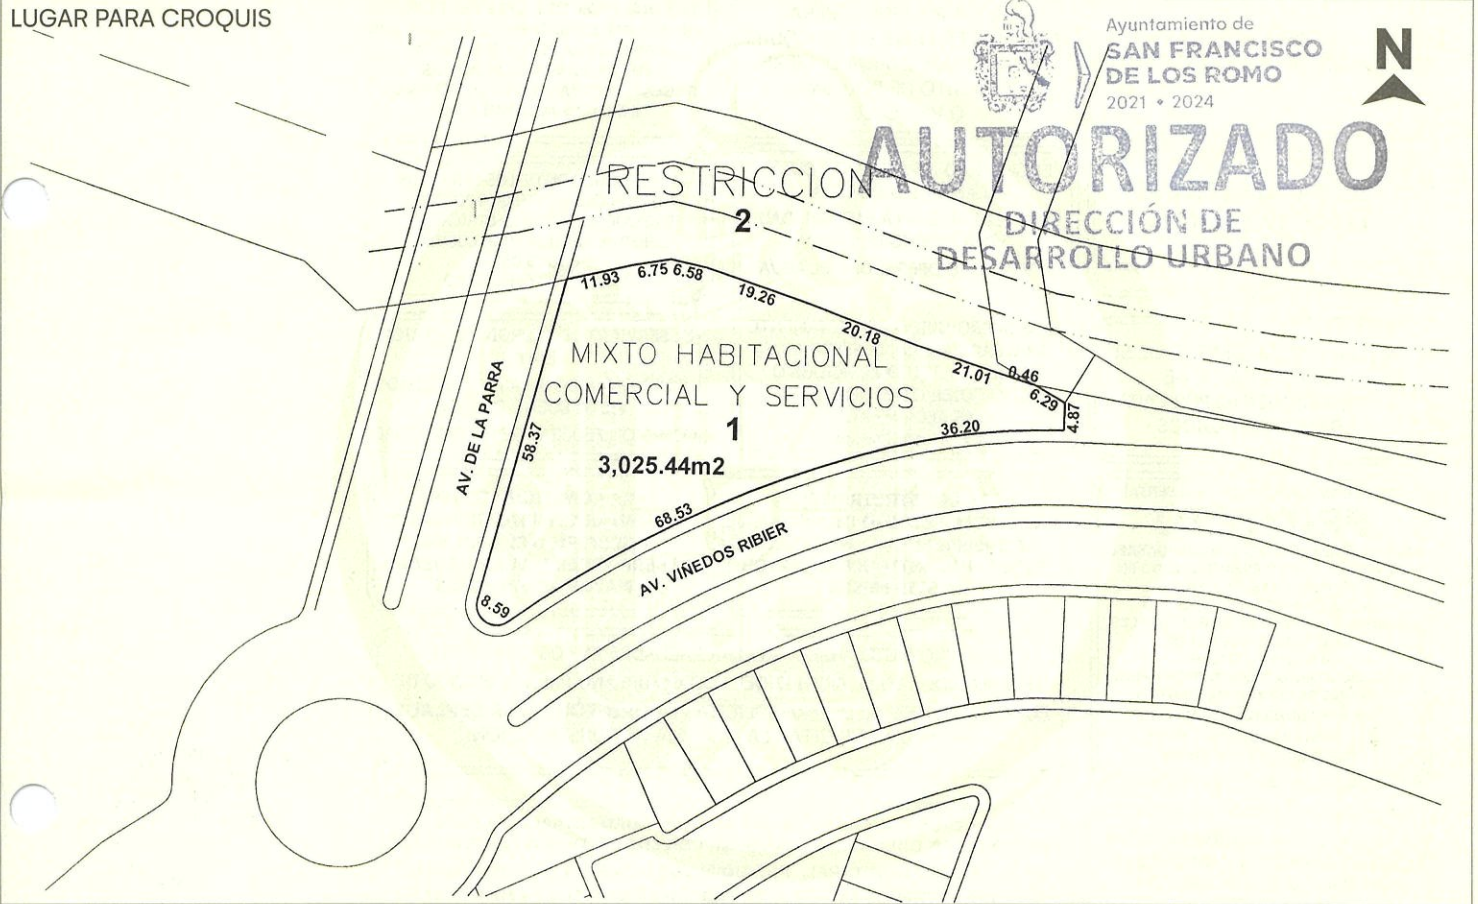 LUGAR PARA CROQUIS
Ayuntamiento de
SAN FRANCISCO
DE LOS ROMO
2021 • 2024
N
AUTORIZADO
DIRECCIÓN DE
DESARROLLO URBANO
RESTRICCION
2
11.93
6.75
6.58
19.26
20.18
21.01
0.46
6.29
4.87
36.20
MIXTO HABITACIONAL
COMERCIAL Y SERVICIOS
1
3,025.44m2
AV. DE LA PARRA
58.37
68.53
8.59
AV. VIÑEDOS RIBIER